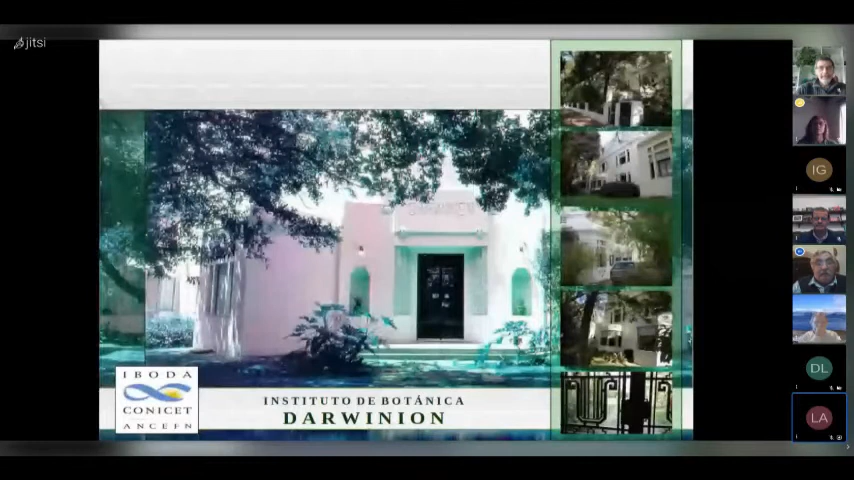 jitsi
IG
DL
LA
IBODA
CONICET
ANCEFN
INSTITUTO DE BOTÁNICA
DARWINION